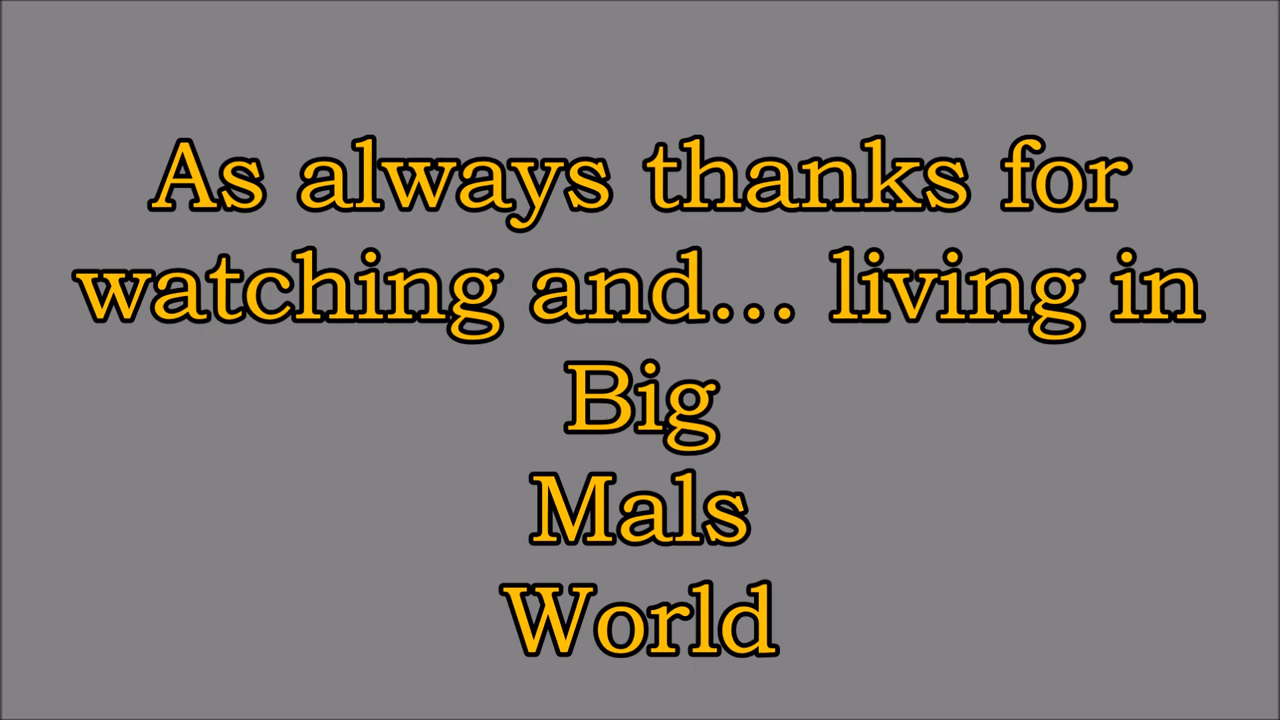 As always thanks for
watching and... living in
Big
Mals
World